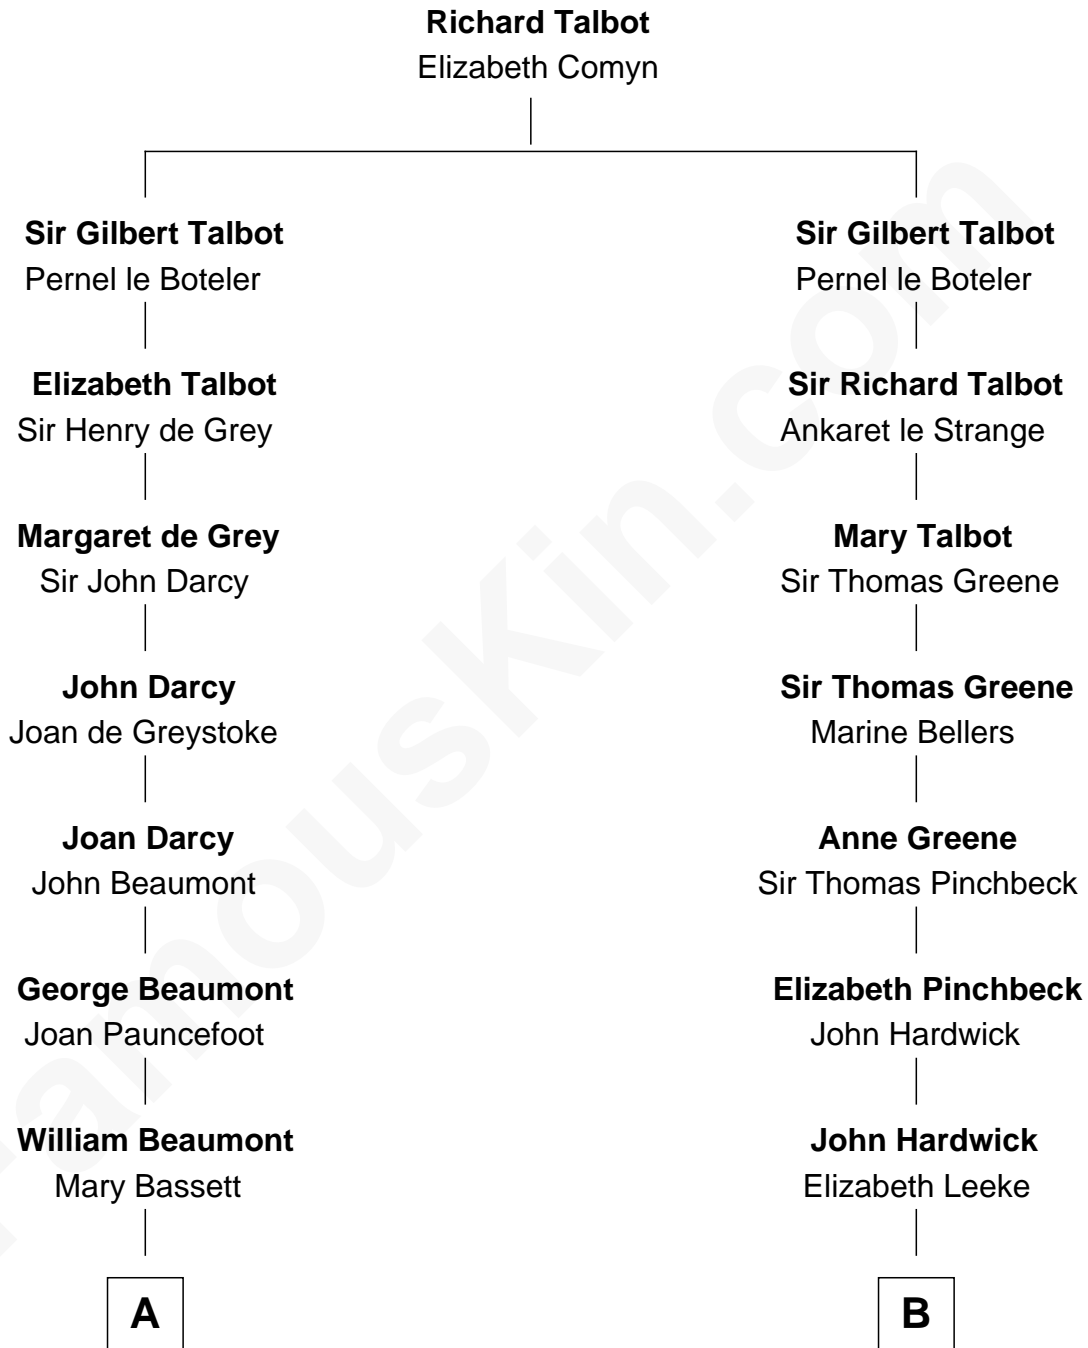 Richard Talbot
Elizabeth Comyn
Sir Gilbert Talbot
Pernel le Boteler
Sir Gilbert Talbot
Pernel le Boteler
Elizabeth Talbot
Sir Henry de Grey
Sir Richard Talbot
Ankaret le Strange
Margaret de Grey
Sir John Darcy
Mary Talbot
Sir Thomas Greene
John Darcy
Joan de Greystoke
Sir Thomas Greene
Marine Bellers
Joan Darcy
John Beaumont
Anne Greene
Sir Thomas Pinchbeck
George Beaumont
Joan Pauncefoot
Elizabeth Pinchbeck
John Hardwick
William Beaumont
Mary Bassett
John Hardwick
Elizabeth Leeke
A
B
FamousKin.com